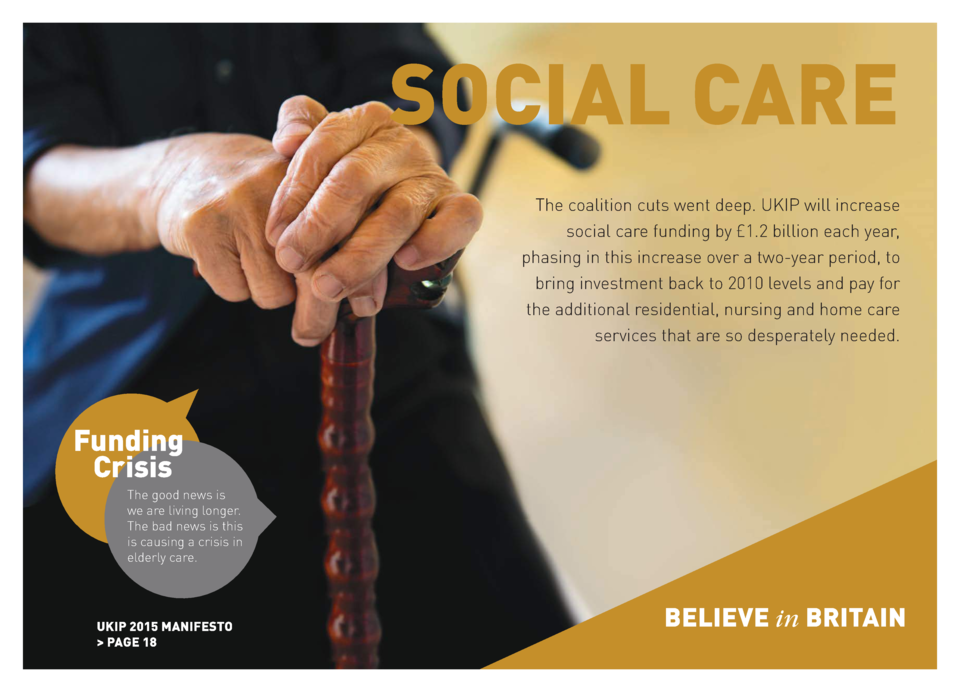 SOCIAL CARE
The coalition cuts went deep. UKIP will increase
social care funding by £1.2 billion each year,
phasing in this increase over a two-year period, to
bring investment back to 2010 levels and pay for
the additional residential, nursing and home care
services that are so desperately needed.
Funding
Crisis
The good news is
we are living longer.
The bad news is this
is causing a crisis in
elderly care.
UKIP 2015 MANIFESTO
> PAGE 18
BELIEVE in BRITAIN